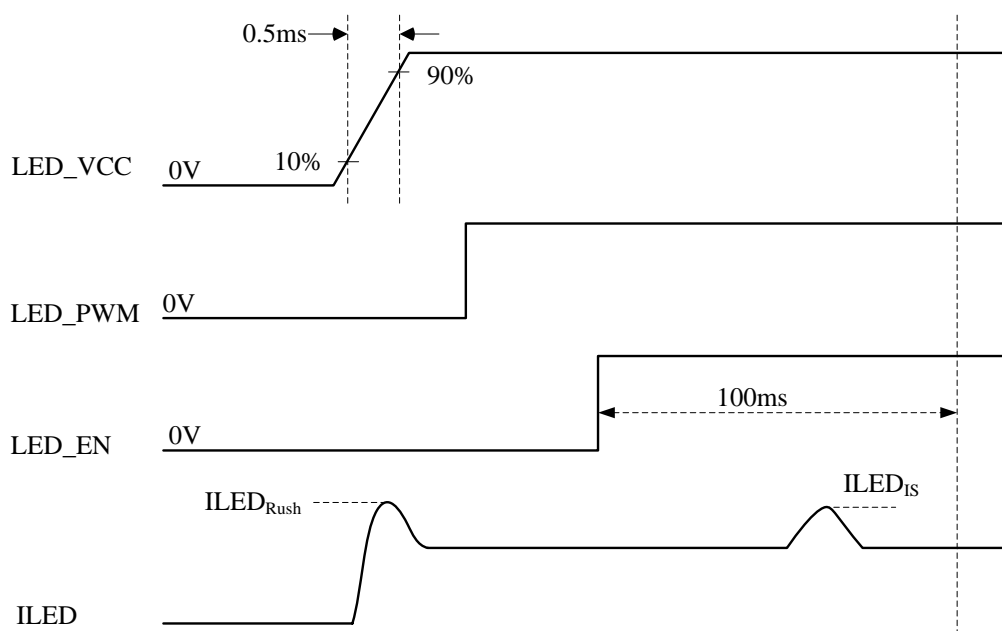 0.5ms
90%
10%
LED_VCC
0V
LED_PWM
0V
100ms
LED_EN
0V
ILED_Rush
ILED_IS
ILED